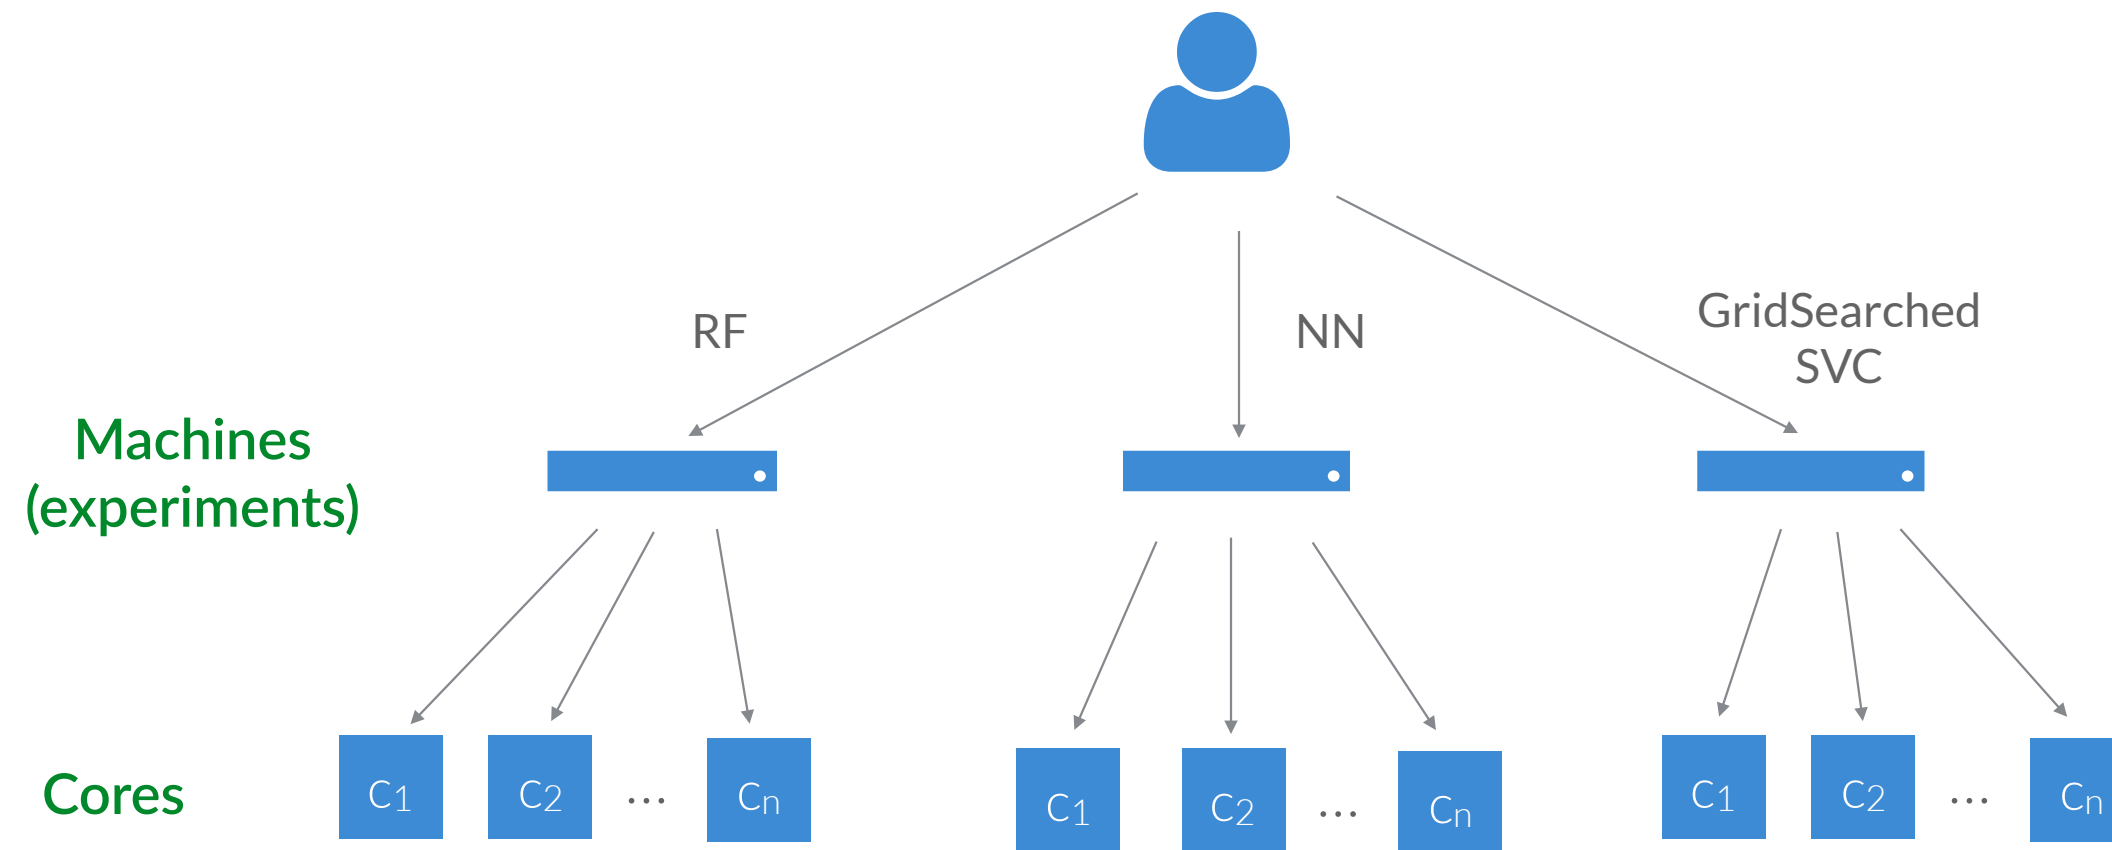 RF
NN
GridSearched
SVC
Machines
(experiments)
Cores
C1
C2
...
Cn
C1
C2
...
Cn
C1
C2
...
Cn